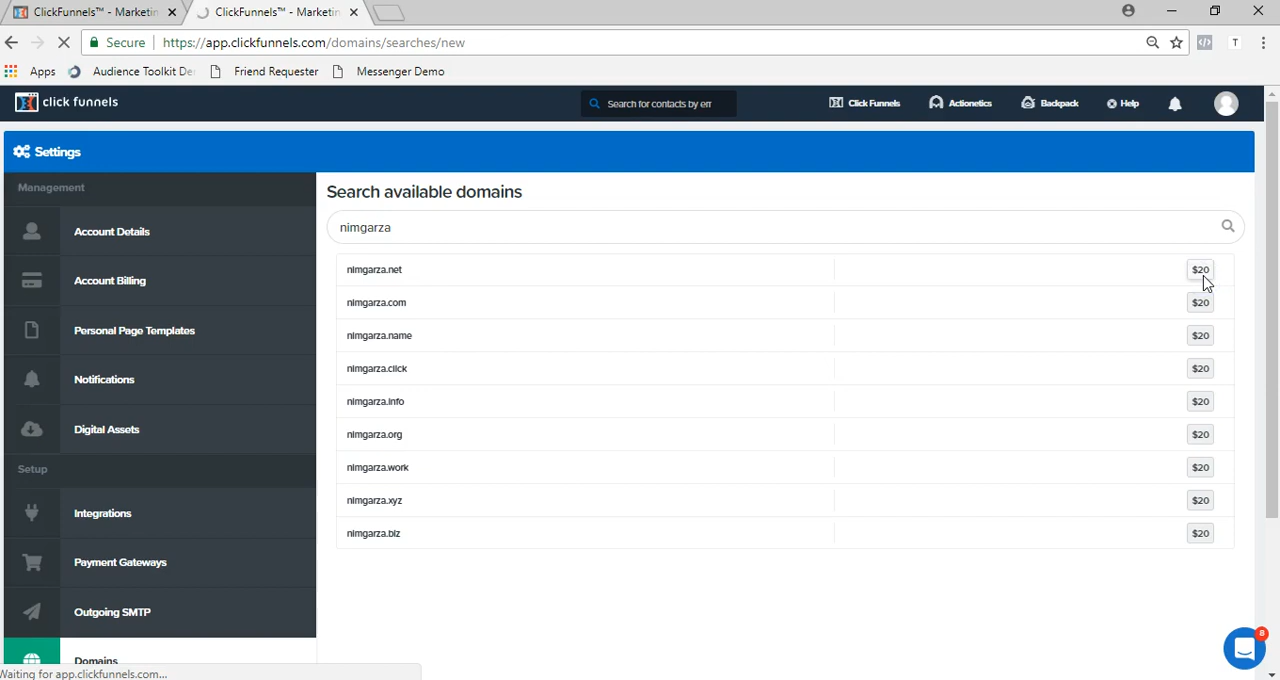 ClickFunnels™ - Marketin
ClickFunnels™ - Marketin
Secure
https://app.clickfunnels.com/domains/searches/new
Apps
Audience Toolkit De
Friend Requester
Messenger Demo
click funnels
Search for contacts by em
Click Funnels
Actionetics
Backpack
Help
Settings
Management
Account Details
Account Billing
Personal Page Templates
Notifications
Digital Assets
Setup
Integrations
Payment Gateways
Outgoing SMTP
Domains
Search available domains
nimgarza
nimgarza.net $20
nimgarza.com $20
nimgarza.name $20
nimgarza.click $20
nimgarza.info $20
nimgarza.org $20
nimgarza.work $20
nimgarza.xyz $20
nimgarza.biz $20
8
T
Waiting for app.clickfunnels.com...